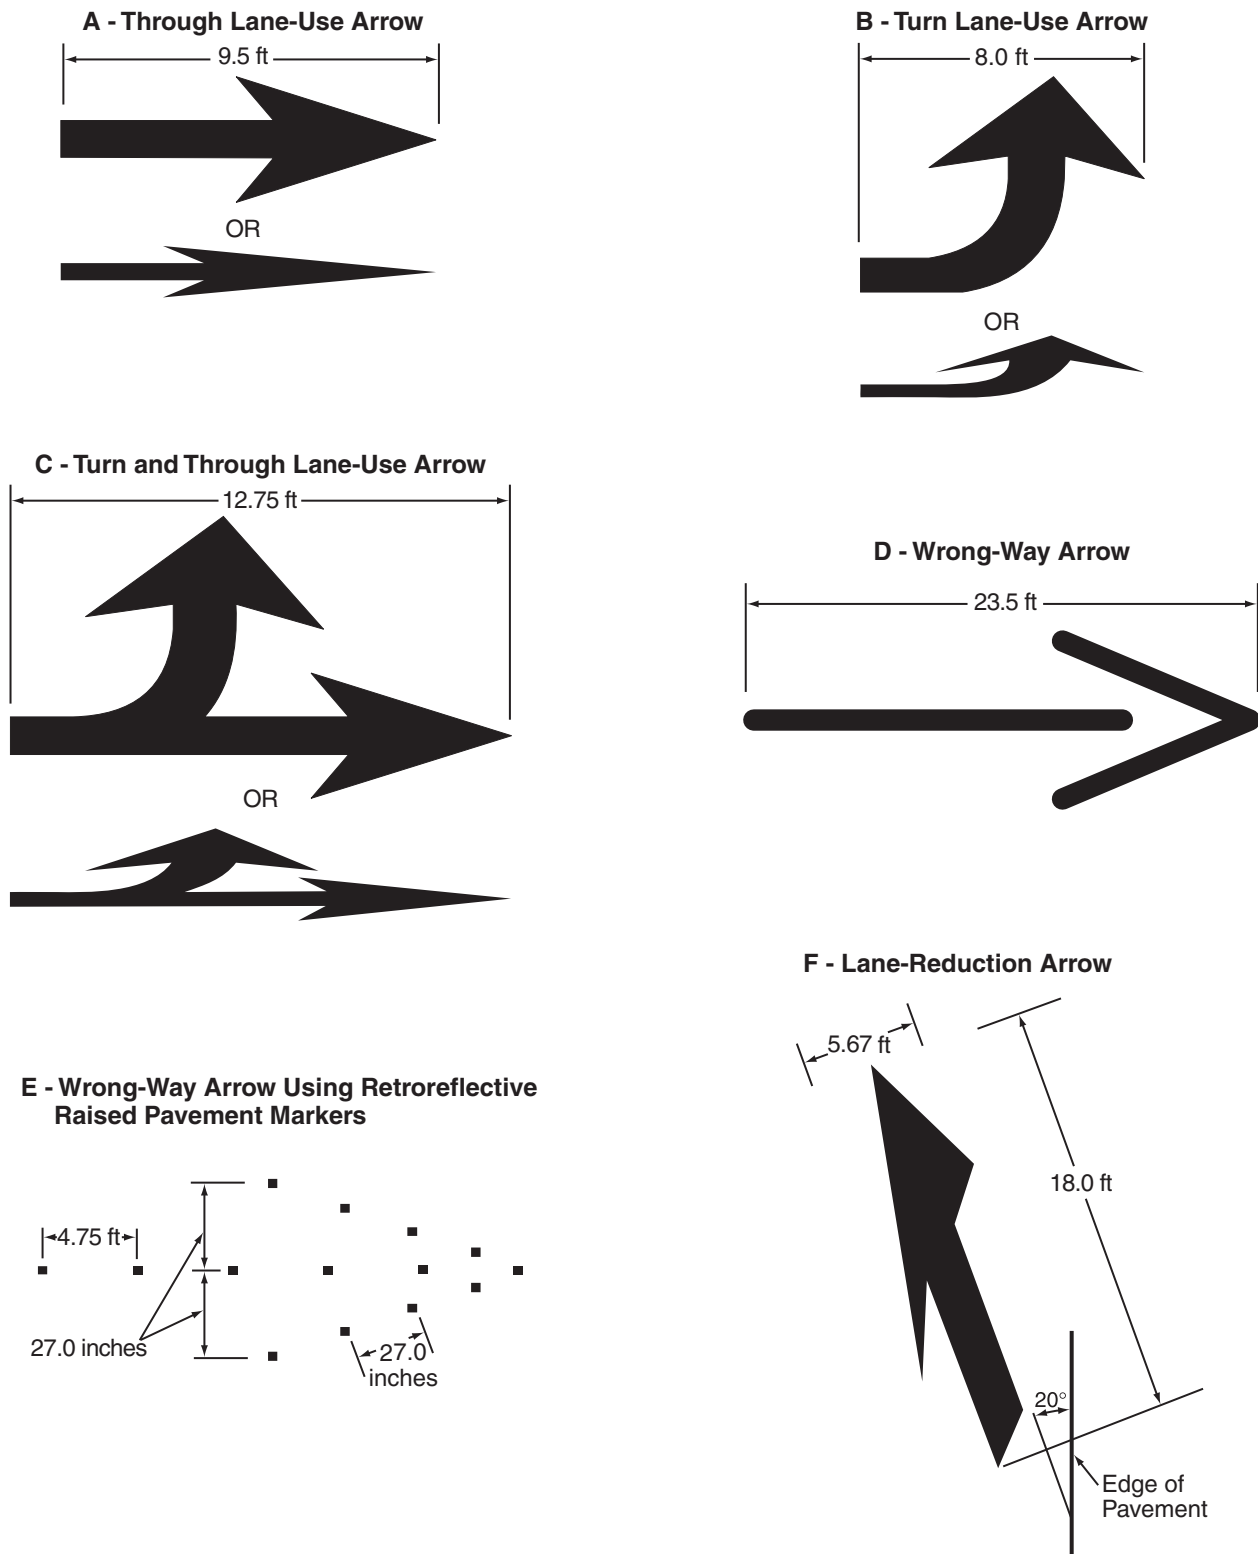 A - Through Lane-Use Arrow
9.5 ft
OR
B - Turn Lane-Use Arrow
8.0 ft
OR
C - Turn and Through Lane-Use Arrow
12.75 ft
OR
D - Wrong-Way Arrow
23.5 ft
E - Wrong-Way Arrow Using Retroreflective
Raised Pavement Markers
4.75 ft
27.0 inches
27.0
inches
F - Lane-Reduction Arrow
5.67 ft
18.0 ft
20°
Edge of
Pavement